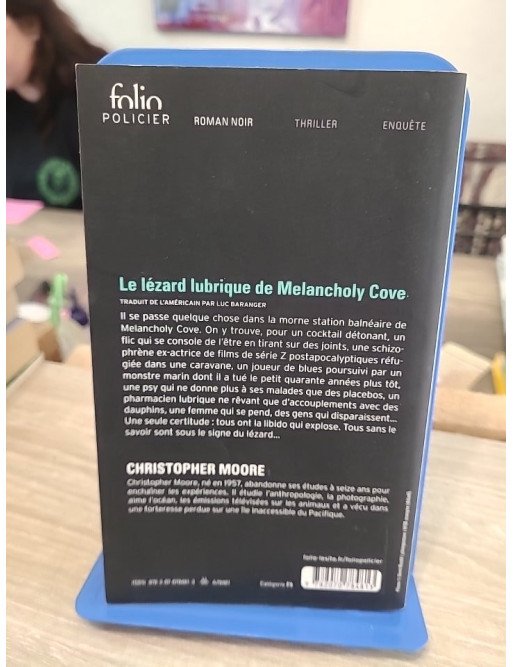 folio
POLICIER
ROMAN NOIR THRILLER ENQUÊTE
Le lézard lubrique de Melancholy Cove
TRADUIT DE L'AMÉRICAIN PAR LUC BARANGER
Il se passe quelque chose dans la morne station balnéaire de
Melancholy Cove. On y trouve, pour un cocktail détonant, un
flic qui se console de l'être en tirant sur des joints, une schizo-
phrène ex-actrice de films de série Z postapocalyptiques réfu-
giée dans une caravane, un joueur de blues poursuivi par un
monstre marin dont il a tué le petit quarante années plus tôt,
une psy qui ne donne plus à ses malades que des placebos, un
pharmacien lubrique ne rêvant que d'accouplements avec des
dauphins, une femme qui se pend, des gens qui disparaissent...
Une seule certitude : tous ont la libido qui explose. Tous sans le
savoir sont sous le signe du lézard...
CHRISTOPHER MOORE
Christopher Moore, né en 1957, abandonne ses études à seize ans pour
enchaîner les expériences. Il étudie l'anthropologie, la photographie,
aime l'océan, les émissions télévisées sur les animaux et a vécu dans
une forteresse perdue sur une île inaccessible du Pacifique.
folio-lesite.fr/foliopolicier